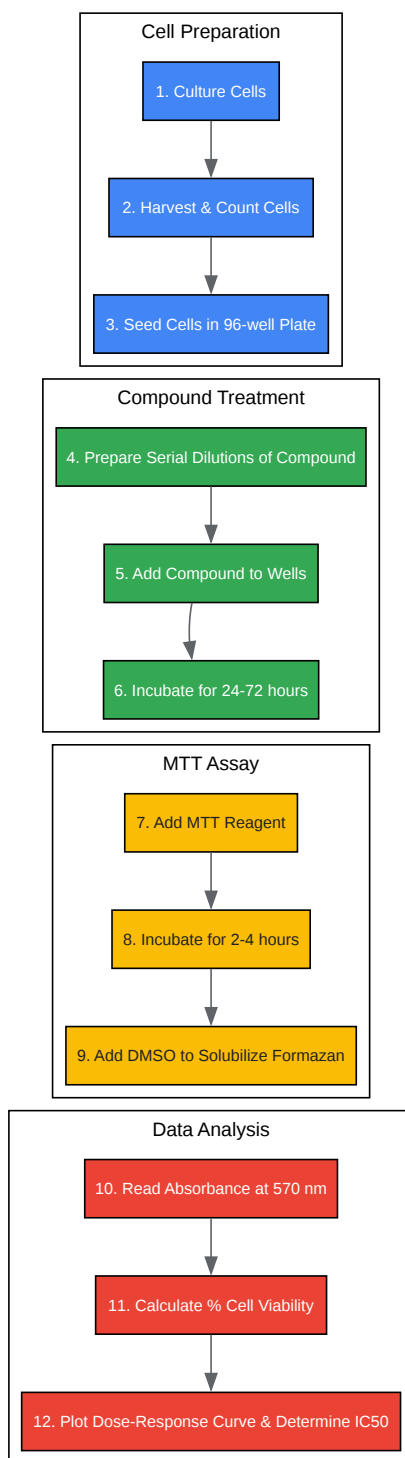 Cell Preparation
1. Culture Cells
2. Harvest & Count Cells
3. Seed Cells in 96-well Plate
Compound Treatment
4. Prepare Serial Dilutions of Compound
5. Add Compound to Wells
6. Incubate for 24-72 hours
MTT Assay
7. Add MTT Reagent
8. Incubate for 2-4 hours
9. Add DMSO to Solubilize Formazan
Data Analysis
10. Read Absorbance at 570 nm
11. Calculate % Cell Viability
12. Plot Dose-Response Curve & Determine IC50